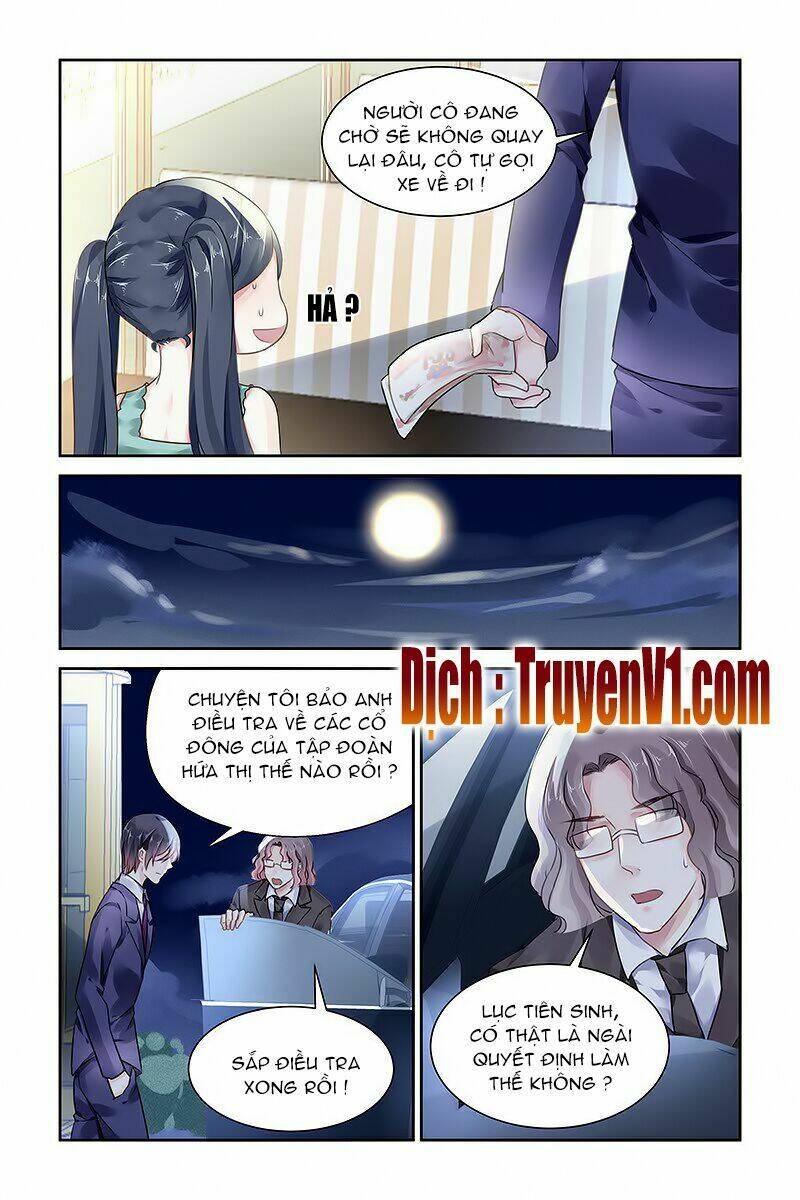 NGƯỜI CÔ ĐANG
CHỜ SẼ KHÔNG QUAY
LẠI ĐÂU, CÔ TỰ GỌI
XE VỀ ĐI !
HẢ ?
Dịch : TruyenV1.com
CHUYỆN TÔI BẢO ANH
ĐIỀU TRA VỀ CÁC CỔ
ĐÔNG CỦA TẬP ĐOÀN
HỨA THỊ THẾ NÀO RỒI ?
SẮP ĐIỀU TRA
XONG RỒI !
LỤC TIÊN SINH,
CÓ THẬT LÀ NGÀI
QUYẾT ĐỊNH LÀM
THẾ KHÔNG ?